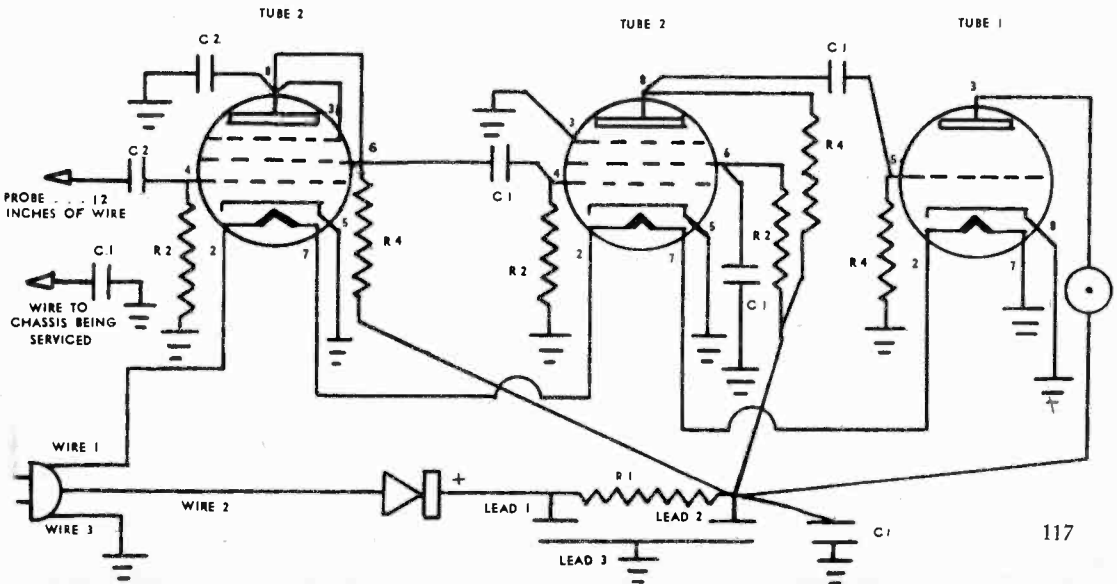 TUBE 2
TUBE 2
TUBE 1
C 2
8
3
C 2
4
6
PROBE . . . 12
INCHES OF WIRE
R 2
2
7
5
R 4
C 1
WIRE TO
CHASSIS BEING
SERVICED
3
8
4
6
C 1
R 2
2
7
5
R 2
C 1
R 4
C 1
3
5
R 4
2
7
8
WIRE 1
WIRE 2
WIRE 3
+
LEAD 1
R 1
LEAD 2
LEAD 3
C 1
117